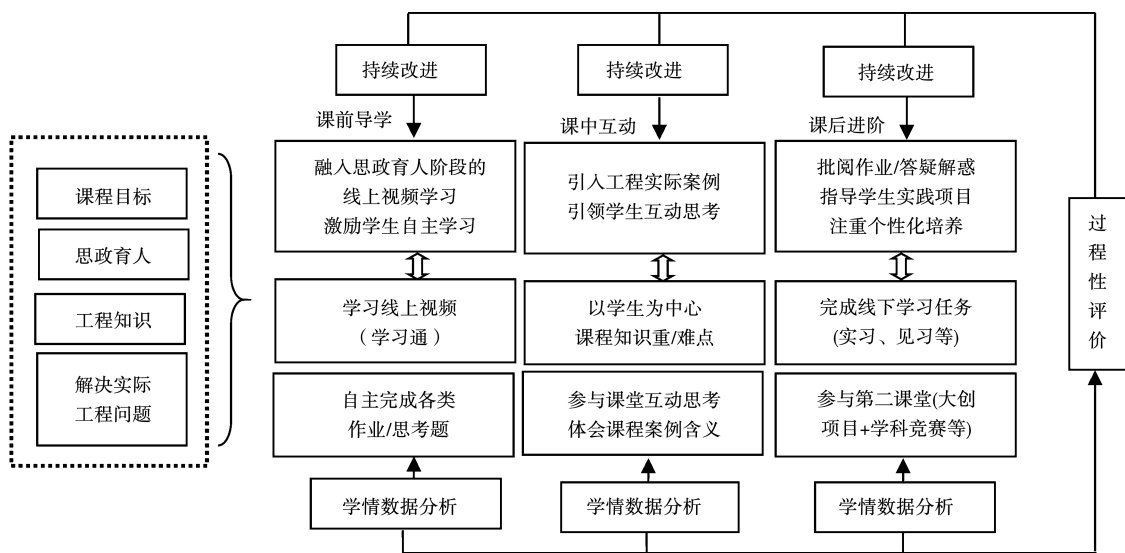 持续改进
持续改进
持续改进
课前导学
课中互动
课后进阶
课程目标
思政育人
工程知识
解决实际
工程问题
融入思政育人阶段的
线上视频学习
激励学生自主学习
引入工程实际案例
引领学生互动思考
批阅作业/答疑解惑
指导学生实践项目
注重个性化培养
学习线上视频
(学习通)
以学生为中心
课程知识重/难点
完成线下学习任务
(实习、见习等)
自主完成各类
作业/思考题
参与课堂互动思考
体会课程案例含义
参与第二课堂(大创
项目+学科竞赛等)
学情数据分析
学情数据分析
学情数据分析
过程性评价